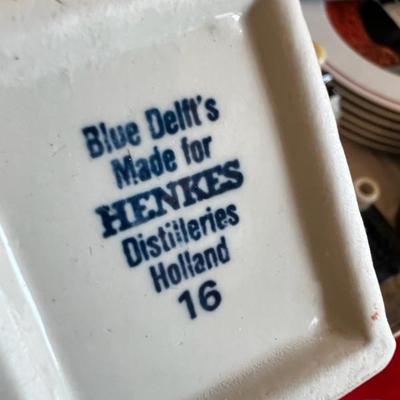 Blue Delft's
Made for
HENKES
Distilleries
Holland
16